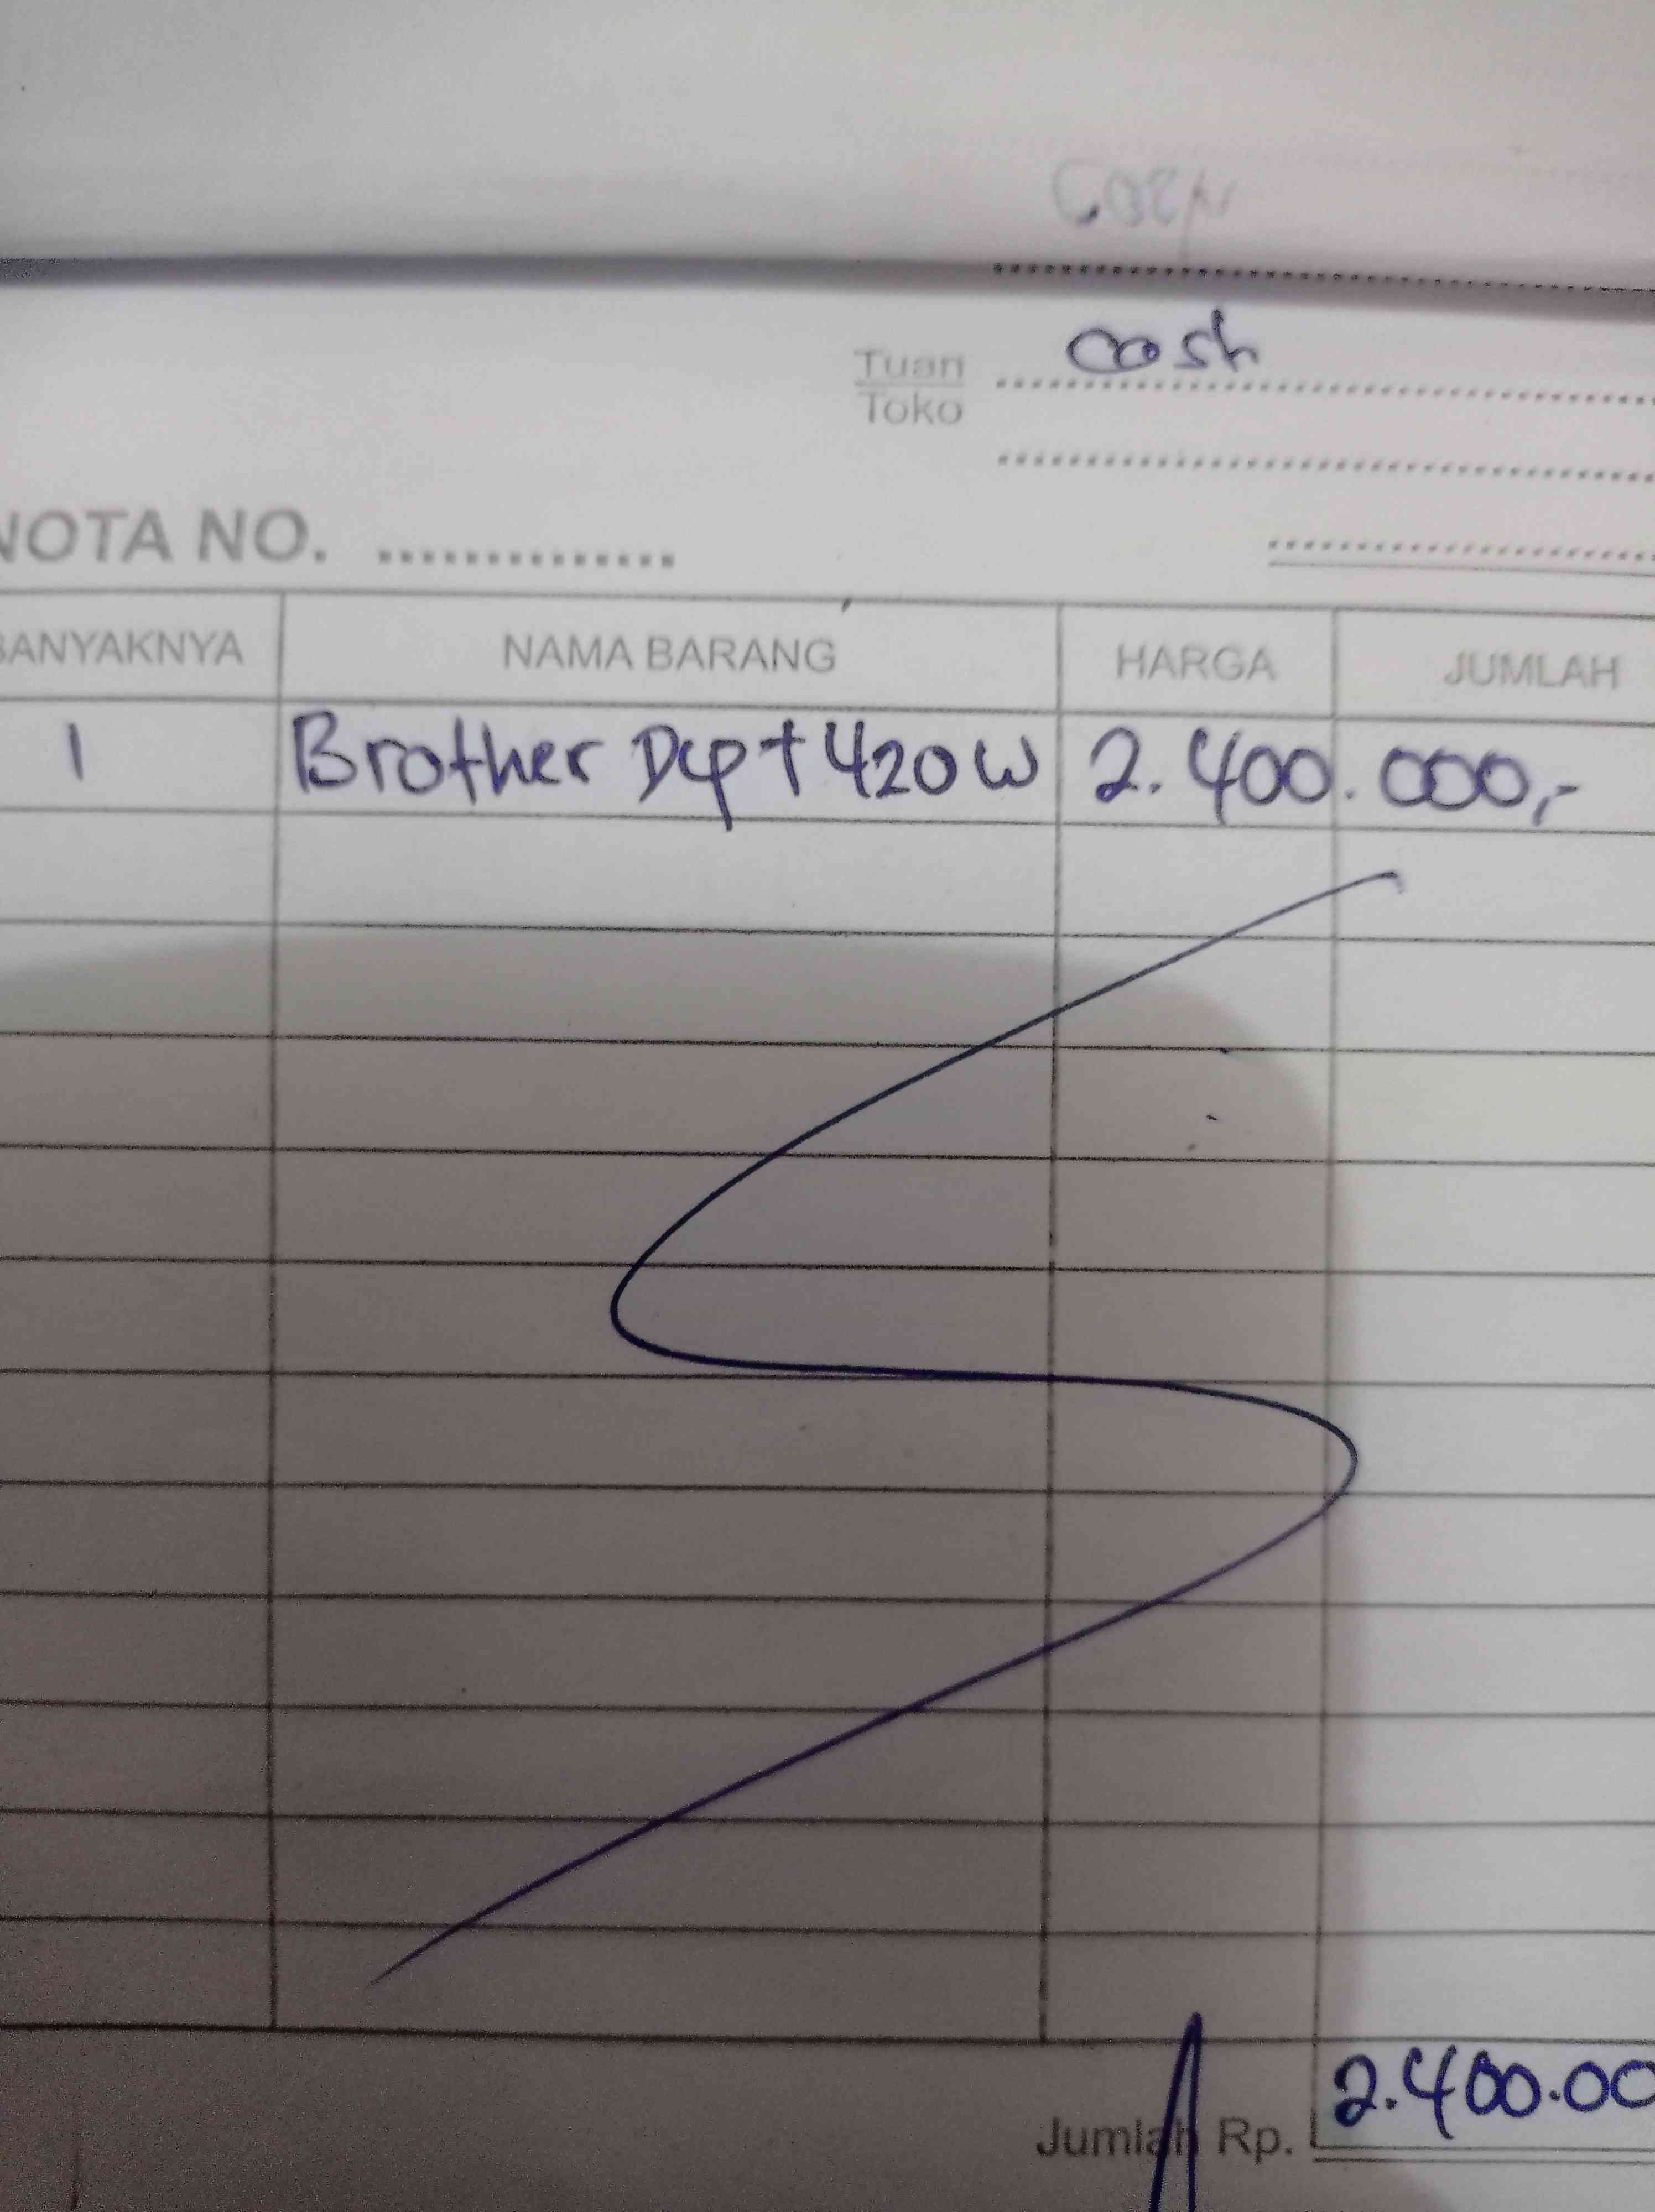 cash
Tuan
Toko
NOTA NO. ...............
BANYAKNYA NAMA BARANG HARGA JUMLAH
1 Brother Dcp T 420 W 2.400.000,-
Jumlah Rp. 2.400.00